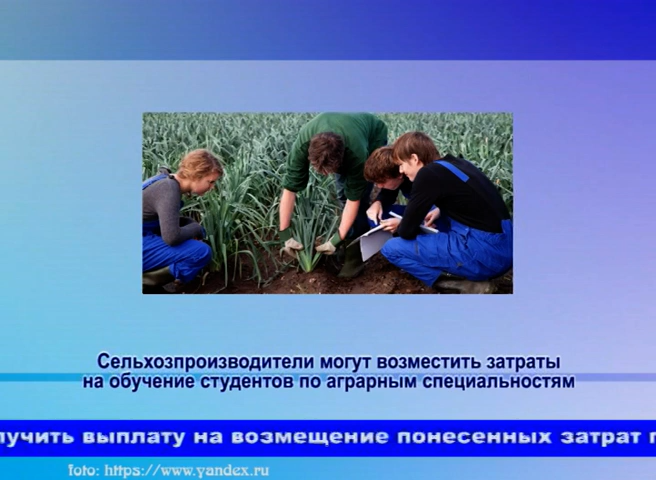 Сельхозпроизводители могут возместить затраты
на обучение студентов по аграрным специальностям
выплату на возмещение понесенных затрат
foto: https://www.yandex.ru